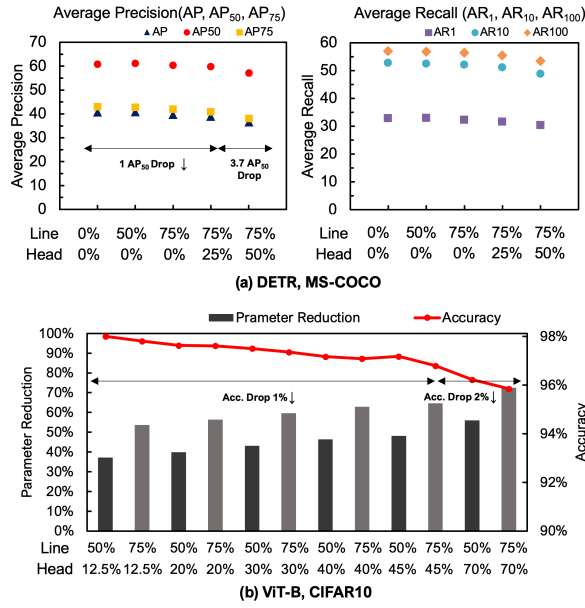 Average Precision(AP, AP50, AP75)
AP AP50 AP75
Average Precision
70
60
50
40
30
20
10
0
1 AP50 Drop ↓
3.7 AP50
Drop
Line 0% 50% 75% 75% 75%
Head 0% 0% 0% 25% 50%
Average Recall (AR1, AR10, AR100)
AR1 AR10 AR100
Average Recall
60
50
40
30
20
10
0
0% 50% 75% 75% 75%
0% 0% 0% 25% 50%
(a) DETR, MS-COCO
Prameter Reduction Accuracy
Parameter Reduction
100%
90%
80%
70%
60%
50%
40%
30%
20%
10%
0%
Acc. Drop 1%↓
Acc. Drop 2%↓
98%
96%
94%
92%
90%
Accuracy
Line 50% 75% 50% 75% 50% 75% 50% 75% 50% 75% 50% 75%
Head 12.5% 12.5% 20% 20% 30% 30% 40% 40% 45% 45% 70% 70%
(b) ViT-B, CIFAR10